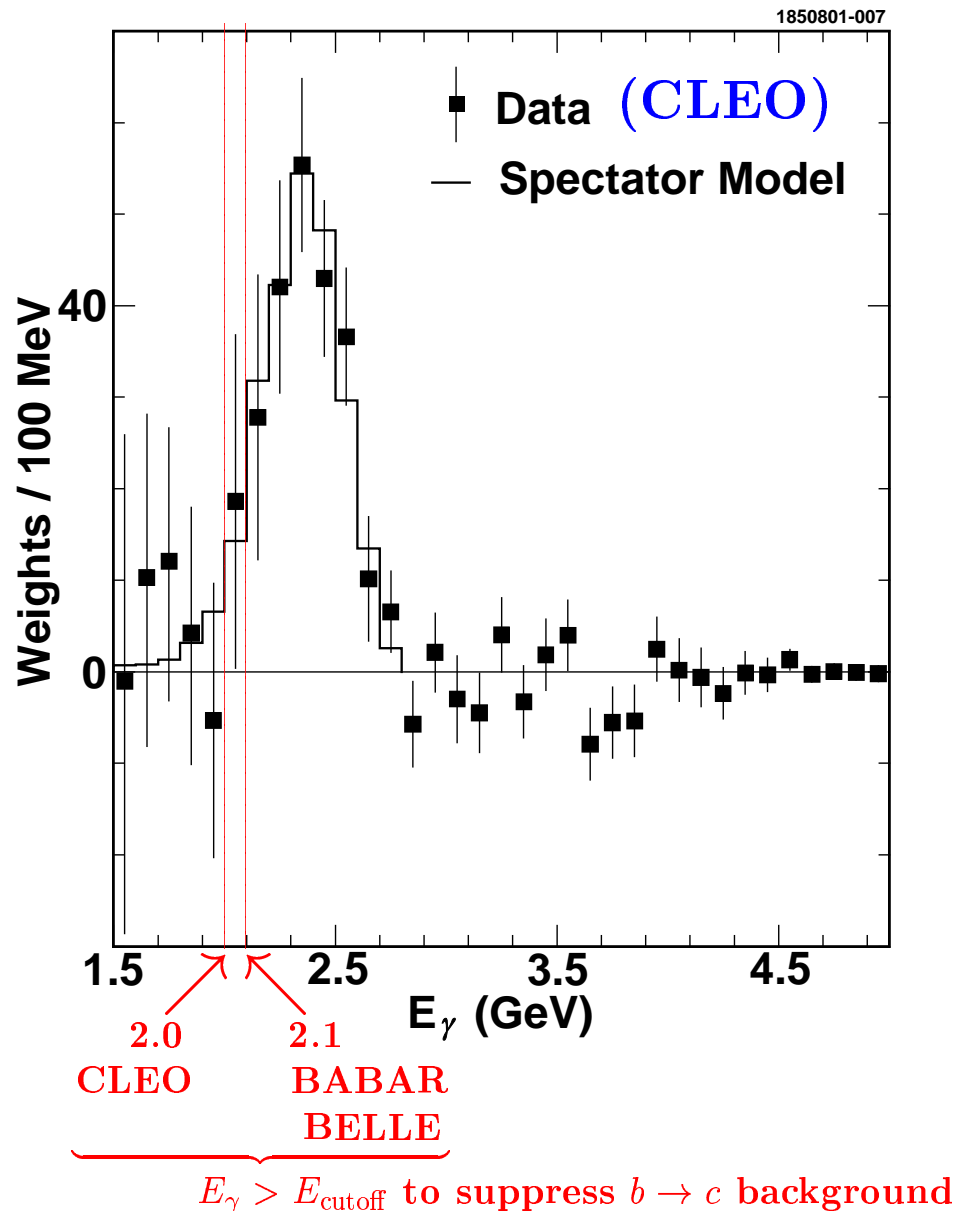 1850801-007
Data (CLEO)
Spectator Model
Weights / 100 MeV
40
0
1.5 2.5 3.5 4.5
Eγ (GeV)
2.0 2.1
CLEO BABAR
BELLE
Eγ > Ecutoff to suppress b → c background